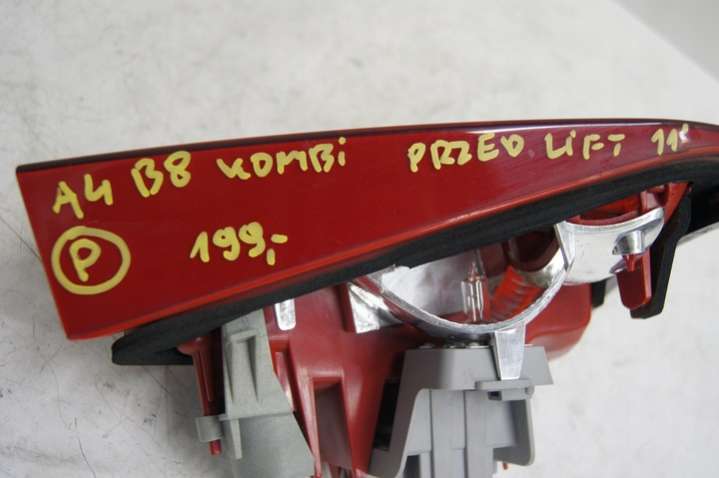 A4 B8 KOMBI PRZED LIFT 11'
P 199,-